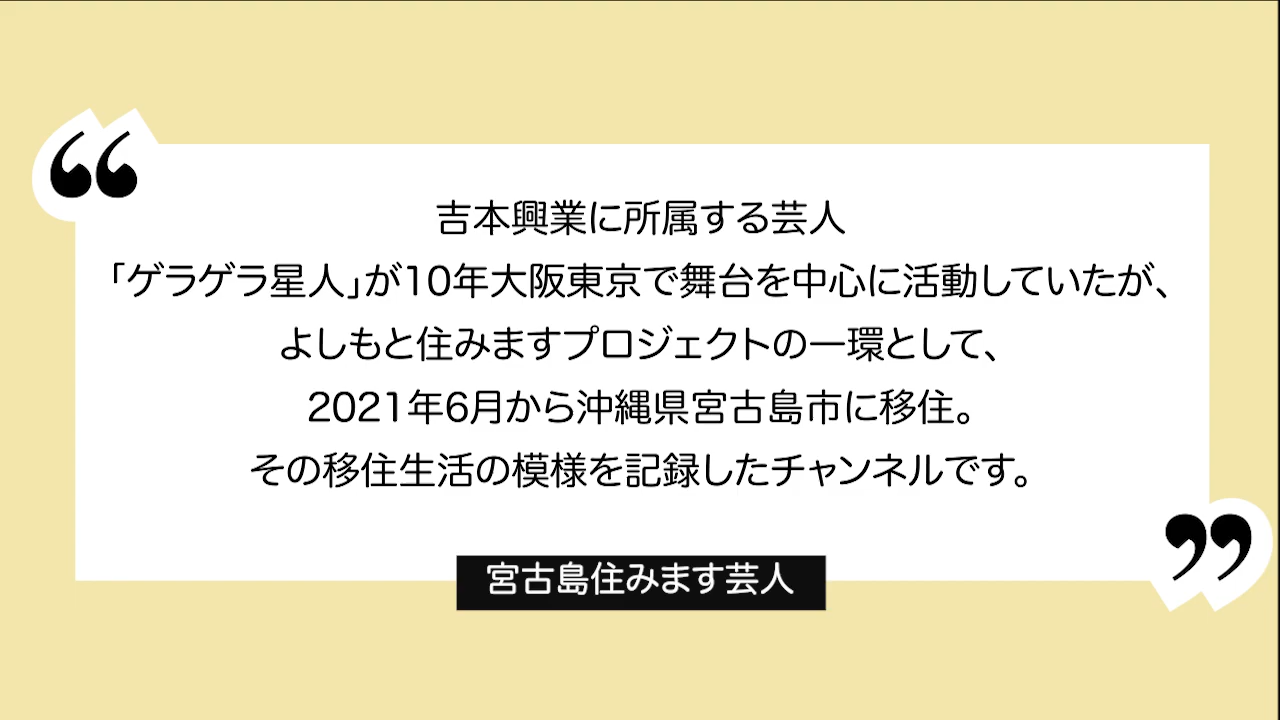 吉本興業に所属する芸人
「ゲラゲラ星人」が10年大阪東京で舞台を中心に活動していたが、
よしもと住みますプロジェクトの一環として、
2021年6月から沖縄県宮古島市に移住。
その移住生活の模様を記録したチャンネルです。
宮古島住みます芸人